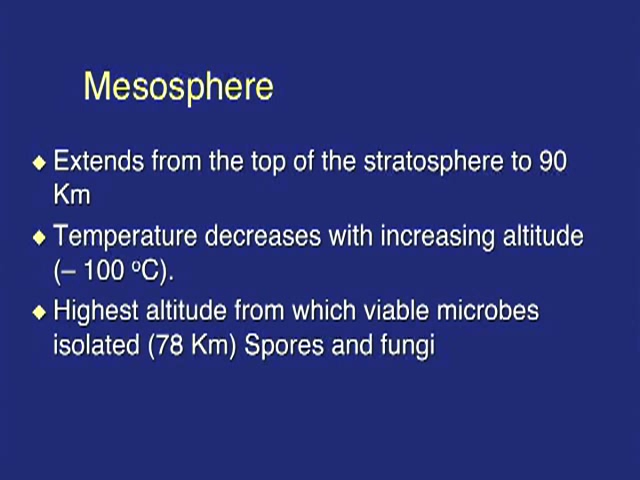 Mesosphere
◆ Extends from the top of the stratosphere to 90
Km
◆ Temperature decreases with increasing altitude
(– 100 ºC).
◆ Highest altitude from which viable microbes
isolated (78 Km) Spores and fungi